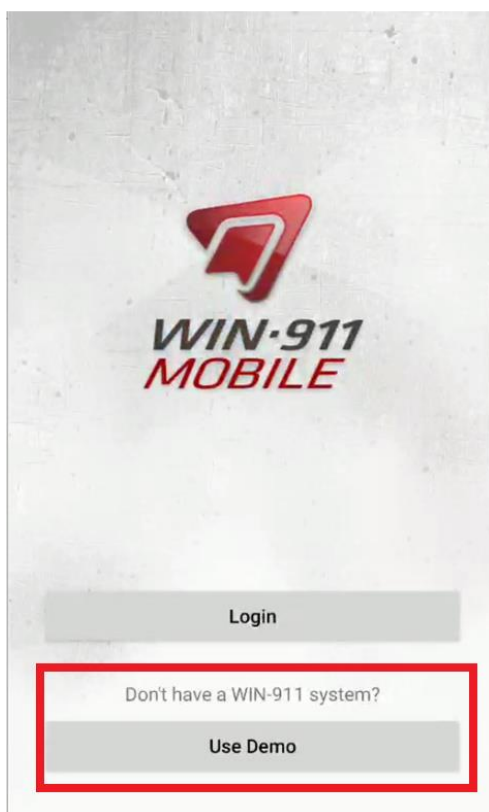 WIN·911
MOBILE
Login
Don't have a WIN-911 system?
Use Demo